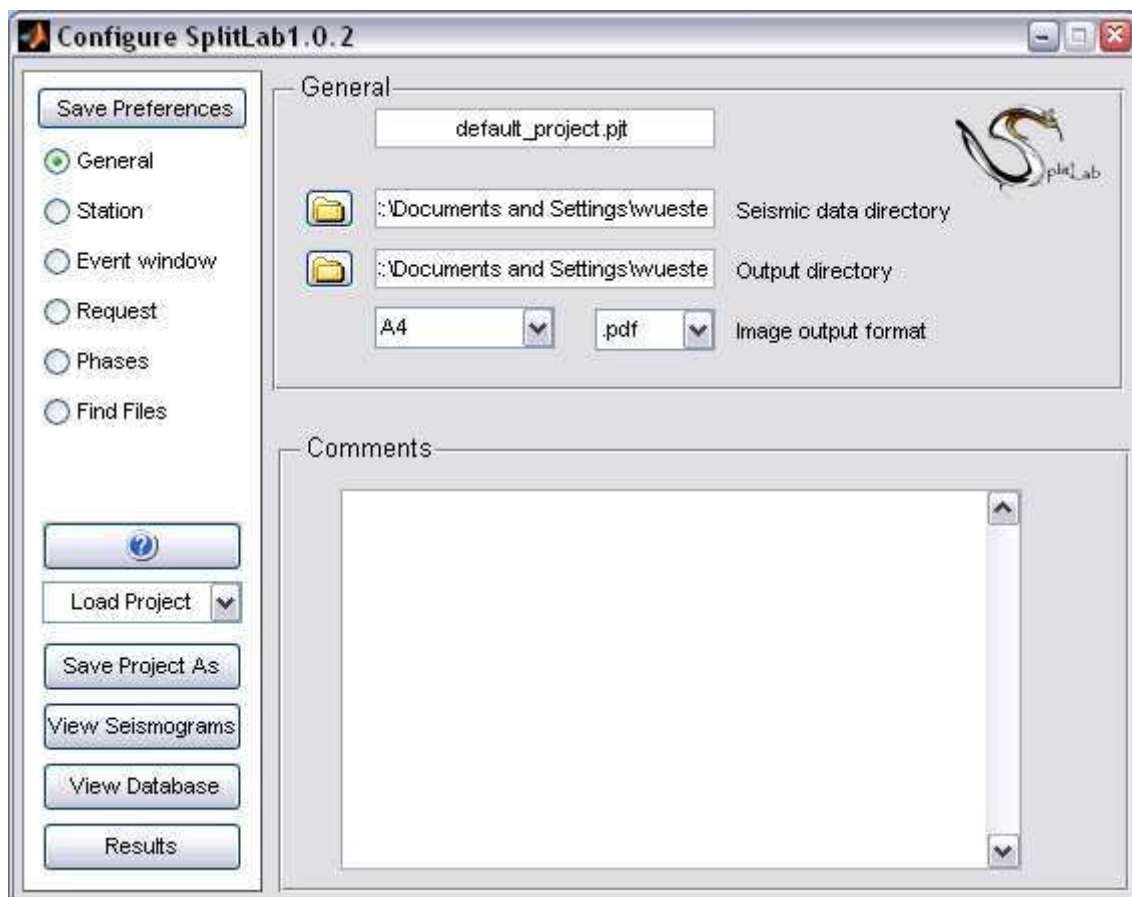 Configure SplitLab1.0.2
Save Preferences
General
Station
Event window
Request
Phases
Find Files
Load Project
Save Project As
View Seismograms
View Database
Results
General
default_project.pjt
:\Documents and Settings\wueste
Seismic data directory
:\Documents and Settings\wueste
Output directory
A4
.pdf
Image output format
SplitLab
Comments